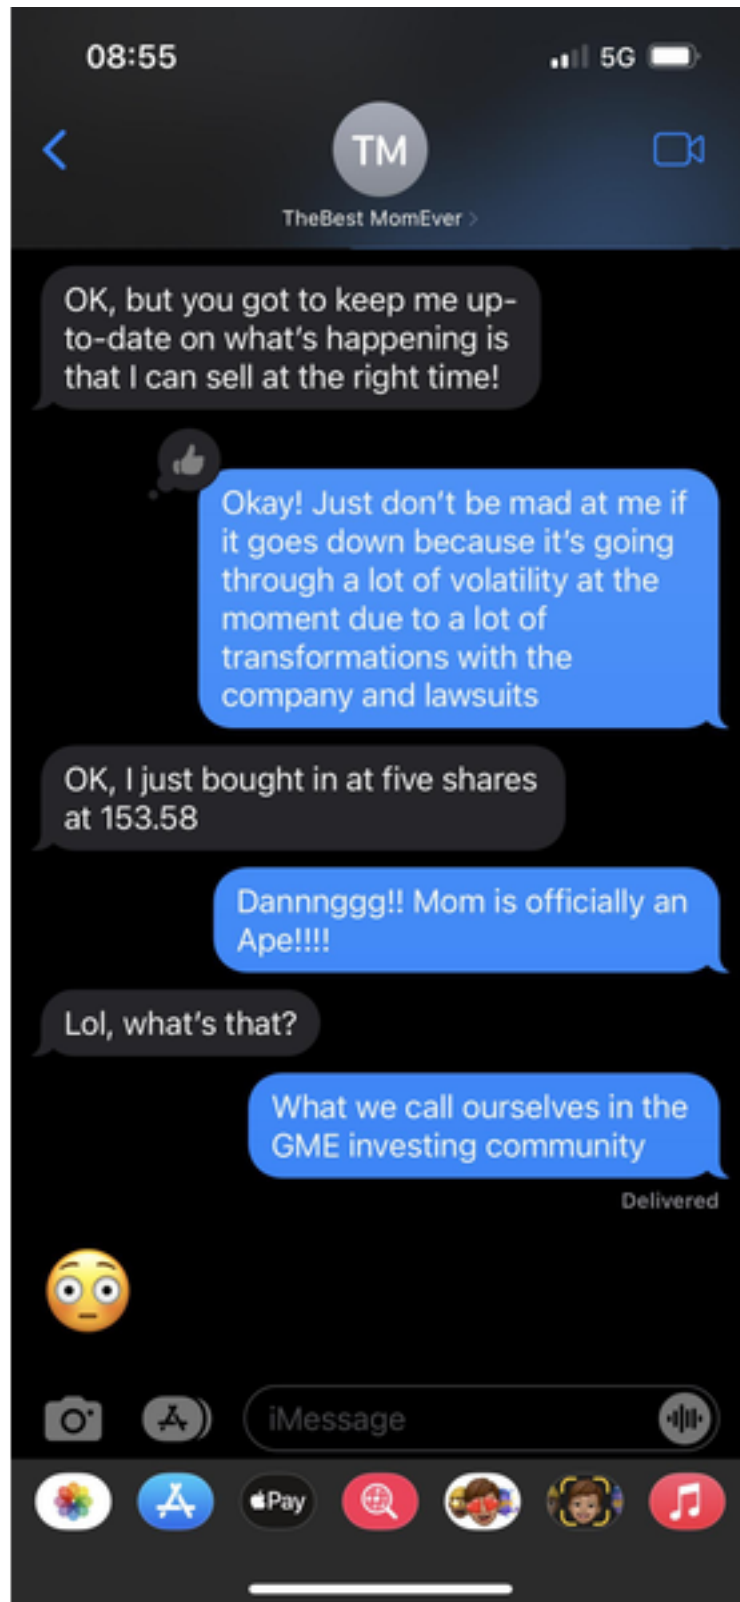 08:55
5G
TM
TheBest MomEver
OK, but you got to keep me up-
to-date on what's happening is
that I can sell at the right time!
Okay! Just don't be mad at me if
it goes down because it's going
through a lot of volatility at the
moment due to a lot of
transformations with the
company and lawsuits
OK, I just bought in at five shares
at 153.58
Dannnggg!! Mom is officially an
Ape!!!!
Lol, what's that?
What we call ourselves in the
GME investing community
Delivered
iMessage
Pay